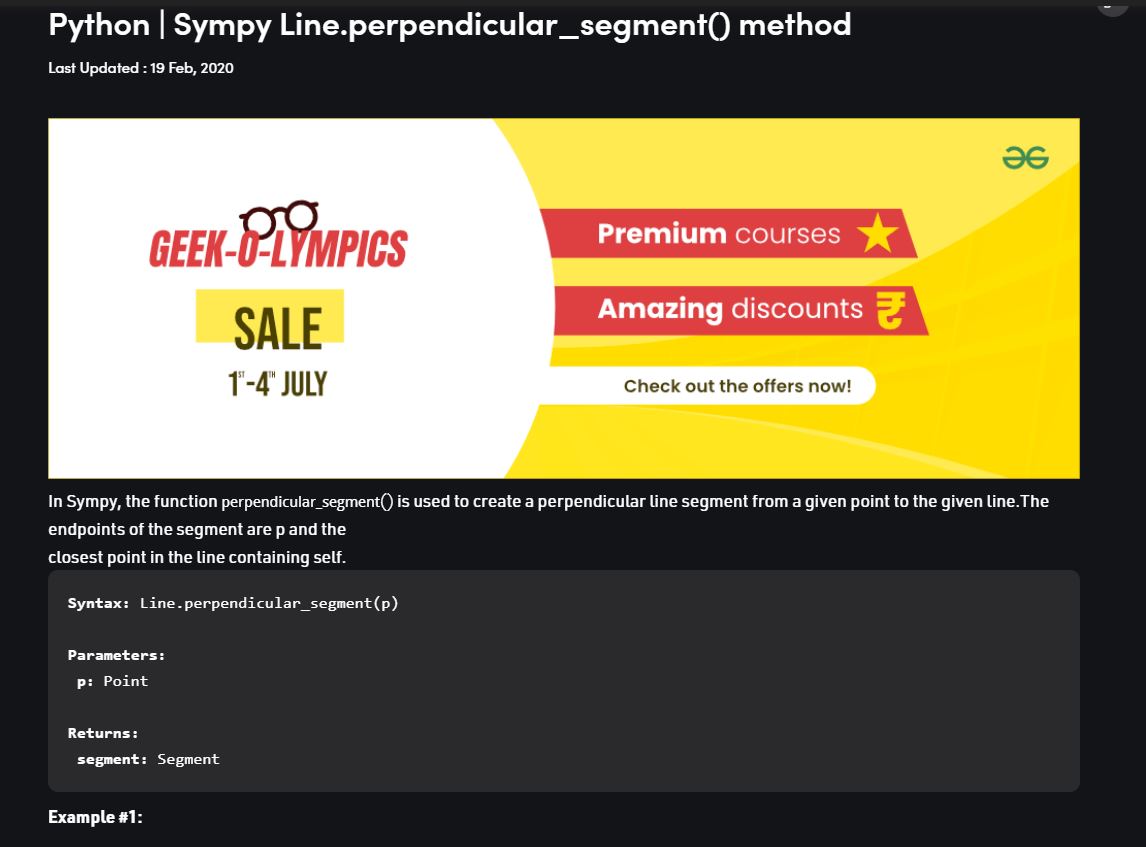 Python | Sympy Line.perpendicular_segment() method
Last Updated : 19 Feb, 2020
GEEK-O-LYMPICS
SALE
1ST-4TH JULY
Premium courses
Amazing discounts ₹
Check out the offers now!
In Sympy, the function perpendicular_segment() is used to create a perpendicular line segment from a given point to the given line.The
endpoints of the segment are p and the
closest point in the line containing self.
Syntax: Line.perpendicular_segment(p)
Parameters:
p: Point
Returns:
segment: Segment
Example #1: